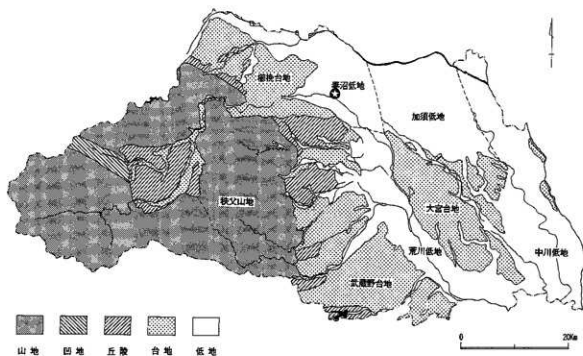 櫛挽台地
妻沼低地
加須低地
秩父山地
大宮台地
荒川低地
中川低地
武蔵野台地
山地
凹地
丘陵
台地
低地
0
20Km